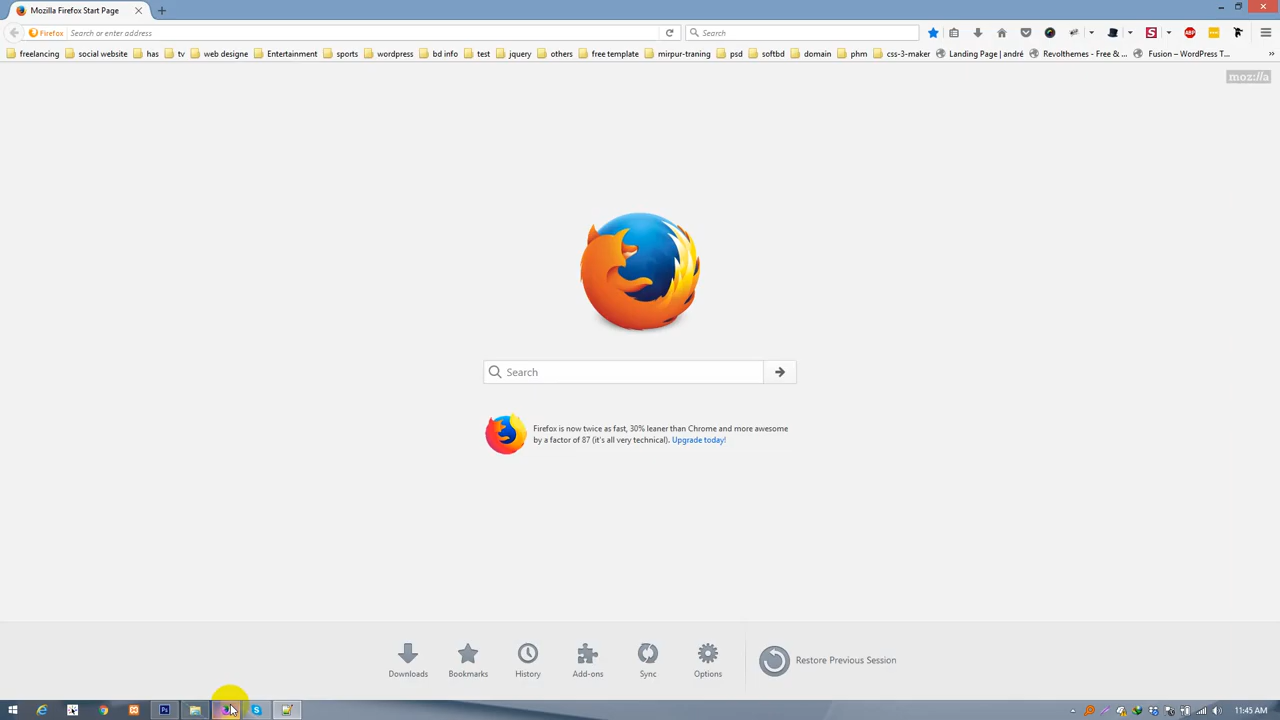 Mozilla Firefox Start Page
Firefox Search or enter address
Search
freelancing social website has tv web designe Entertainment sports wordpress bd info test jquery others free template mirpur-traning psd softbd domain phm css-3-maker Landing Page | andré Revolthemes - Free & ... Fusion – WordPress T...
moz://a
Search
Firefox is now twice as fast, 30% leaner than Chrome and more awesome
by a factor of 87 (it's all very technical). Upgrade today!
Downloads Bookmarks History Add-ons Sync Options Restore Previous Session
11:45 AM